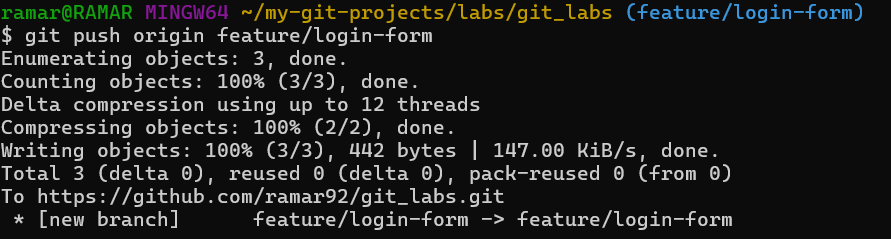 ramar@RAMAR MINGW64 ~/my-git-projects/labs/git_labs (feature/login-form)
$ git push origin feature/login-form
Enumerating objects: 3, done.
Counting objects: 100% (3/3), done.
Delta compression using up to 12 threads
Compressing objects: 100% (2/2), done.
Writing objects: 100% (3/3), 442 bytes | 147.00 KiB/s, done.
Total 3 (delta 0), reused 0 (delta 0), pack-reused 0 (from 0)
To https://github.com/ramar92/git_labs.git
 * [new branch]      feature/login-form -> feature/login-form